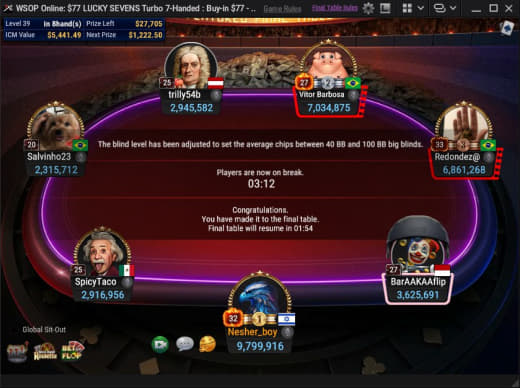 WSOP Online: $77 LUCKY SEVENS Turbo 7-Handed : Buy-in $77 - ...
Game Rules
Final Table Rules
Level 39 in 8hand(s) Prize Left $27,705
ICM Value $5,441.49 Next Prize $1,222.50
25
trilly54b
2,945,582
27 2
Vitor Barbosa
7,034,875
20
Salvinho23
2,315,712
33 3
Redondez@
6,861,268
The blind level has been adjusted to set the average chips between 40 BB and 100 BB big blinds.
Players are now on break.
03:12
Congratulations.
You have made it to the final table.
Final table will resume in 01:54
25
SpicyTaco
2,916,956
27
BarAAKAAflip
3,625,691
32 1
Nesher_boy
9,799,916
Global Sit-Out
BET
FLOP